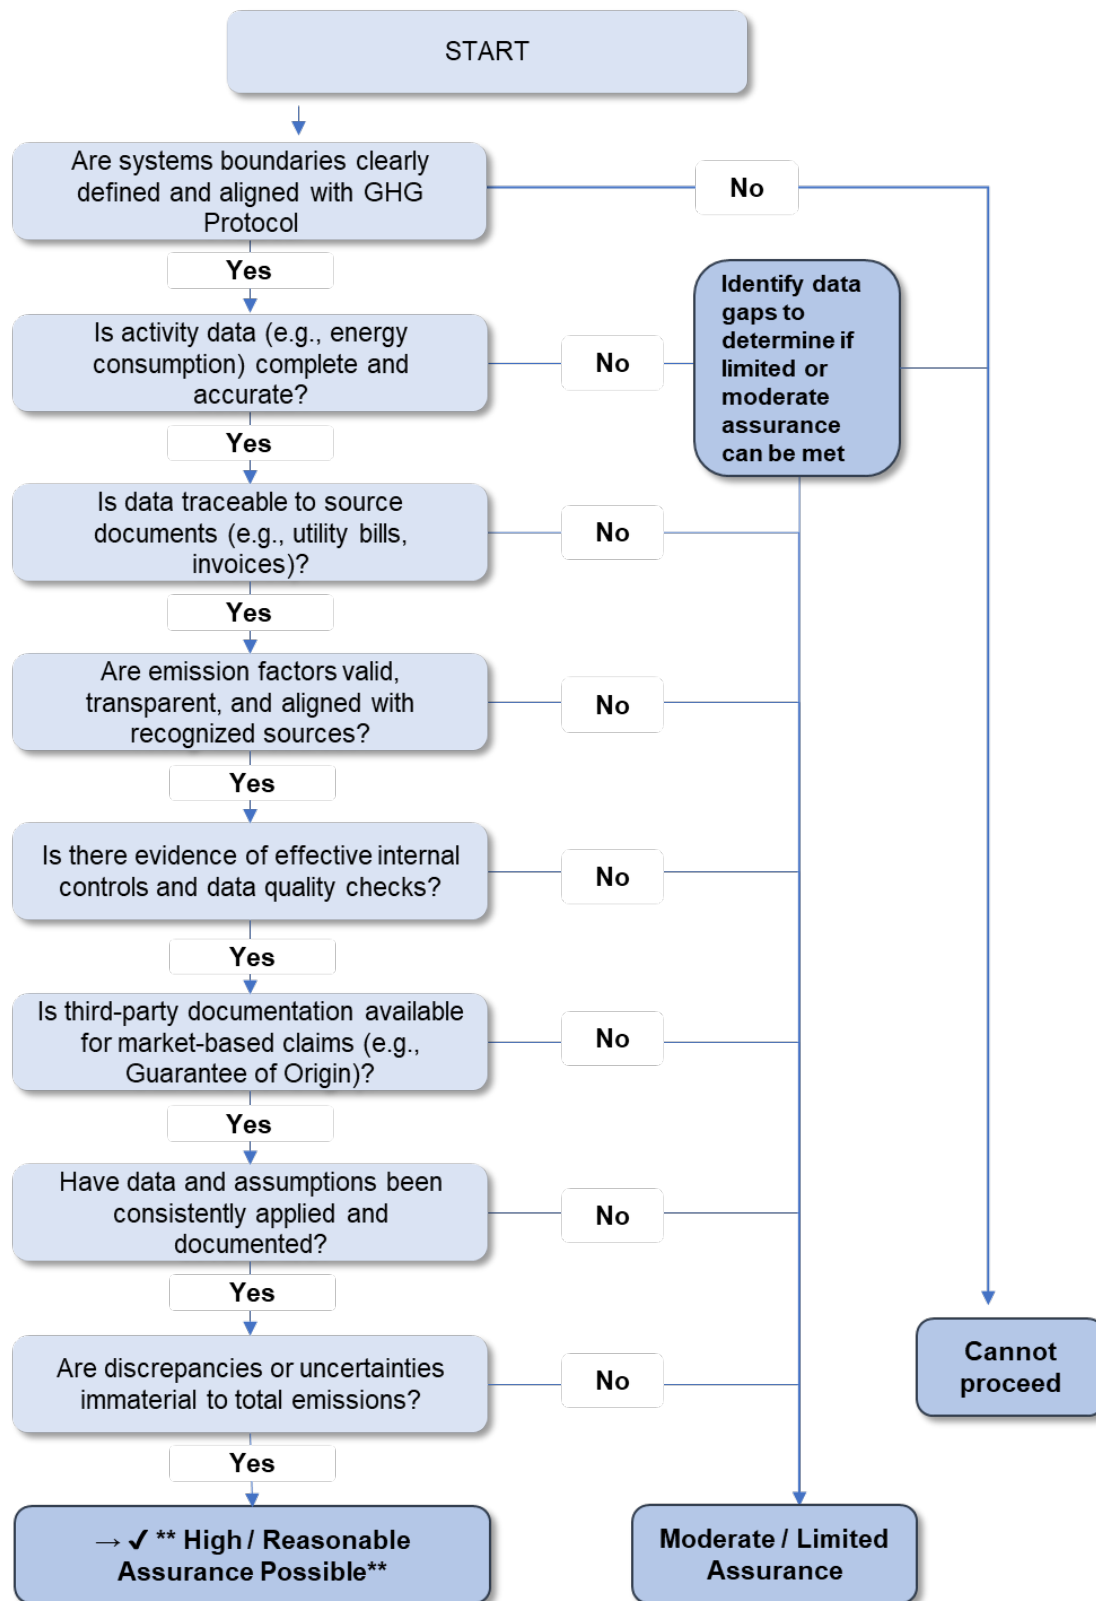 START
Are systems boundaries clearly
defined and aligned with GHG
Protocol
No
Yes
Identify data
gaps to
determine if
limited or
moderate
assurance
can be met
Is activity data (e.g., energy
consumption) complete and
accurate?
No
Yes
Is data traceable to source
documents (e.g., utility bills,
invoices)?
No
Yes
Are emission factors valid,
transparent, and aligned with
recognized sources?
No
Yes
Is there evidence of effective internal
controls and data quality checks?
No
Yes
Is third-party documentation available
for market-based claims (e.g.,
Guarantee of Origin)?
No
Yes
Have data and assumptions been
consistently applied and
documented?
No
Yes
Are discrepancies or uncertainties
immaterial to total emissions?
No
Cannot
proceed
Yes
→ ✓ ** High / Reasonable
Assurance Possible**
Moderate / Limited
Assurance